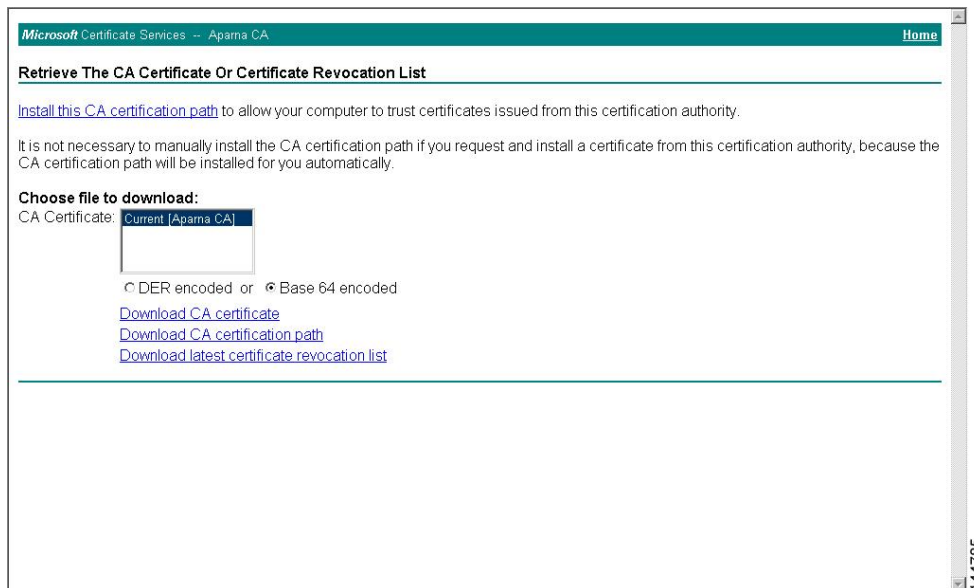 Microsoft Certificate Services -- Aparna CA
Home
Retrieve The CA Certificate Or Certificate Revocation List
Install this CA certification path to allow your computer to trust certificates issued from this certification authority.
It is not necessary to manually install the CA certification path if you request and install a certificate from this certification authority, because the
CA certification path will be installed for you automatically.
Choose file to download:
CA Certificate: Current [Aparna CA]
DER encoded or Base 64 encoded
Download CA certificate
Download CA certification path
Download latest certificate revocation list